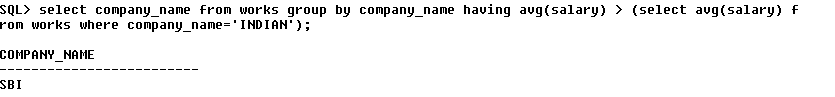 SQL> select company_name from works group by company_name having avg(salary) > (select avg(salary) f
rom works where company_name='INDIAN');
COMPANY_NAME
-------------------------
SBI